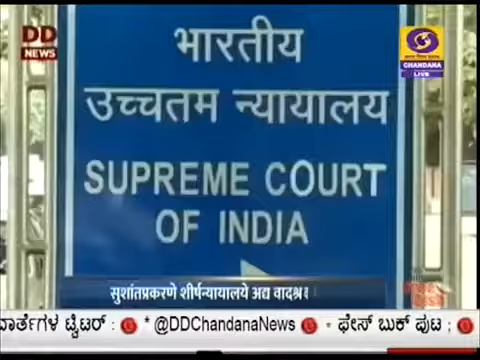 DD
NEWS
CHANDANA
LIVE
भारतीय
उच्चतम न्यायालय
SUPREME COURT
OF INDIA
सुशांतप्रकरणे शीर्षन्यायालये अद्य
ವಾರ್ತೆಗಳ ಟ್ವಿಟರ್ : * @DDChandanaNews - ಫೇಸ್ ಬುಕ್ ಪುಟ ;